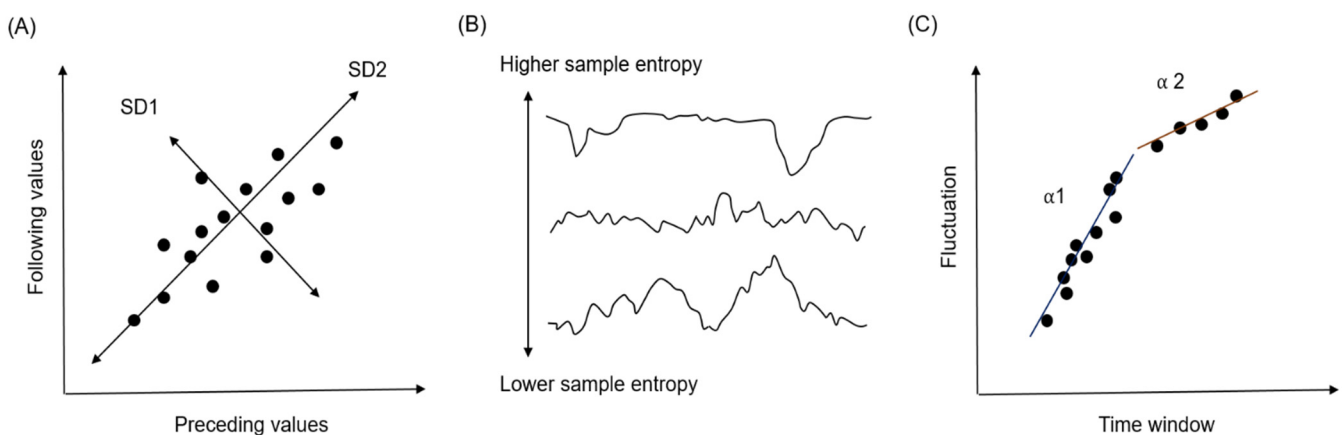 (A)
SD1
SD2
Following values
Preceding values
(B)
Higher sample entropy
Lower sample entropy
(C)
α1
α 2
Fluctuation
Time window